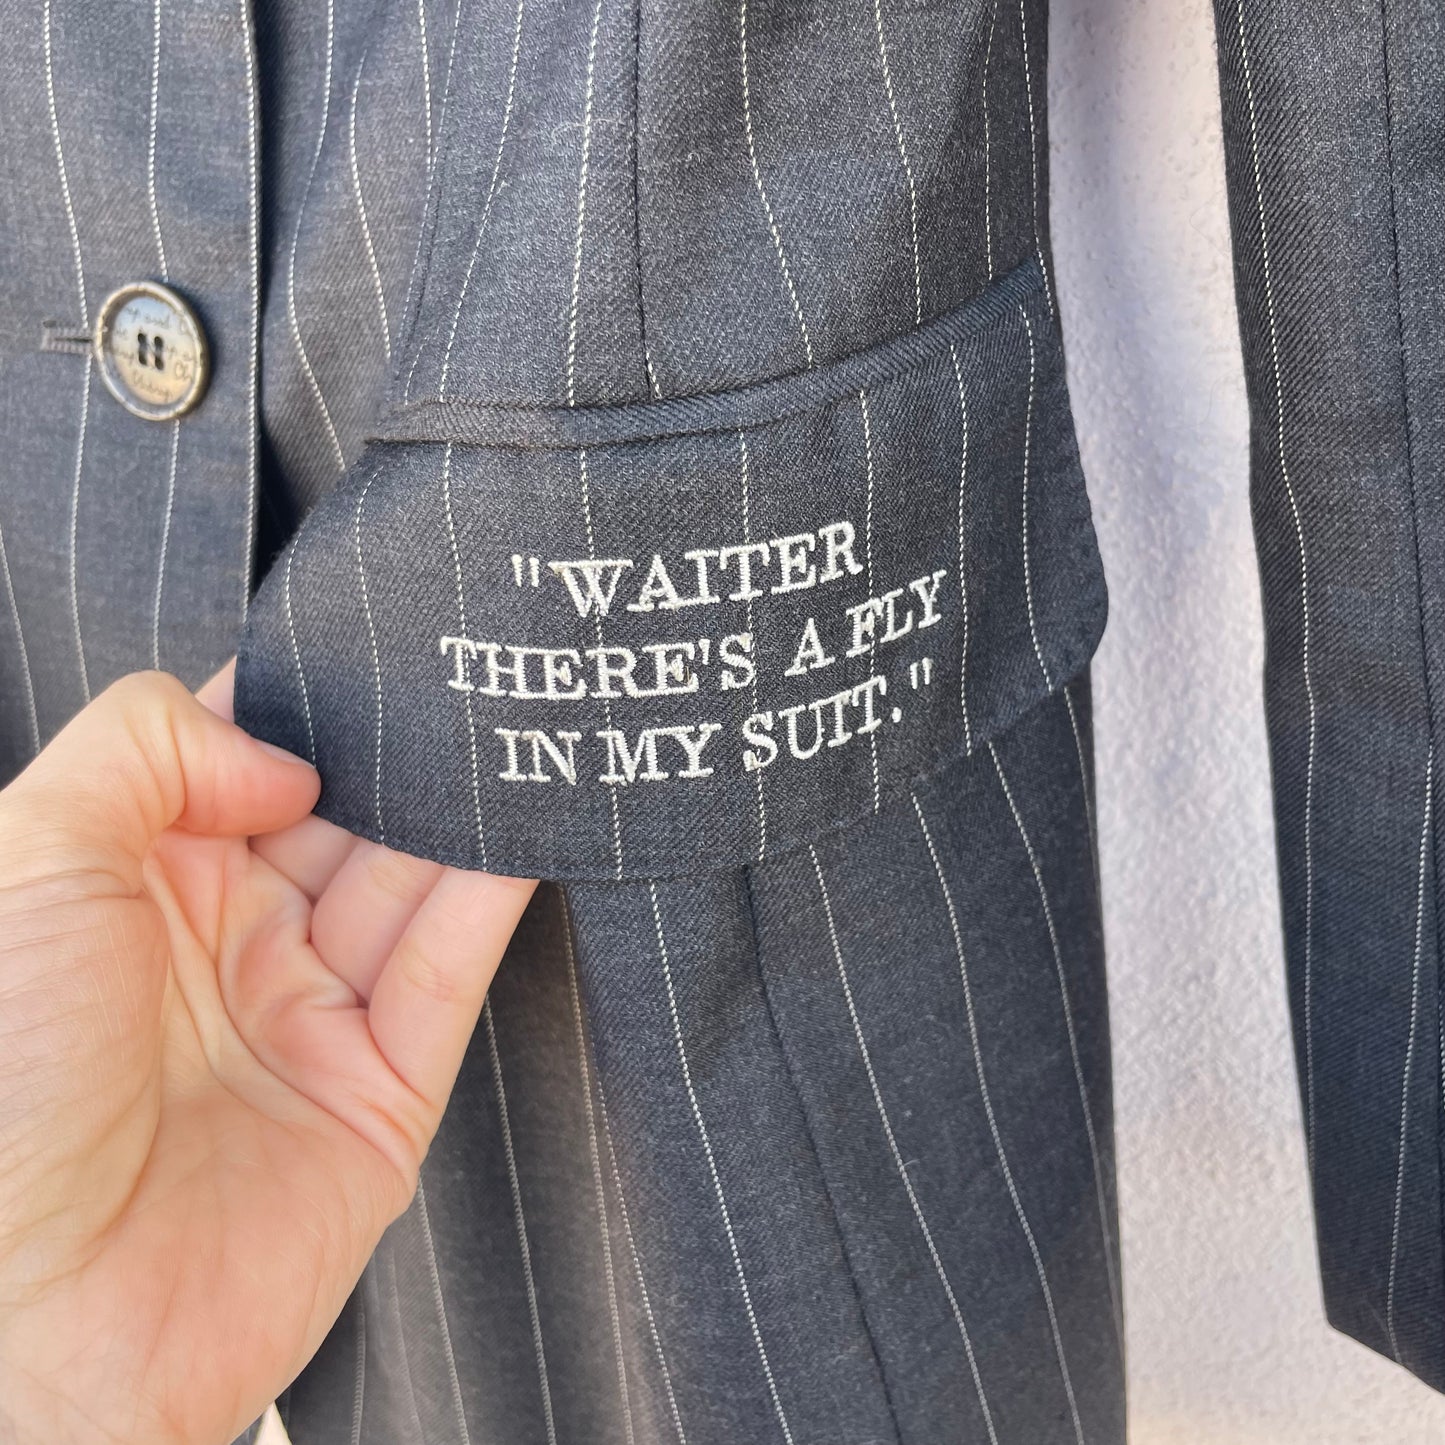 "WAITER
THERE'S A FLY
IN MY SUIT."